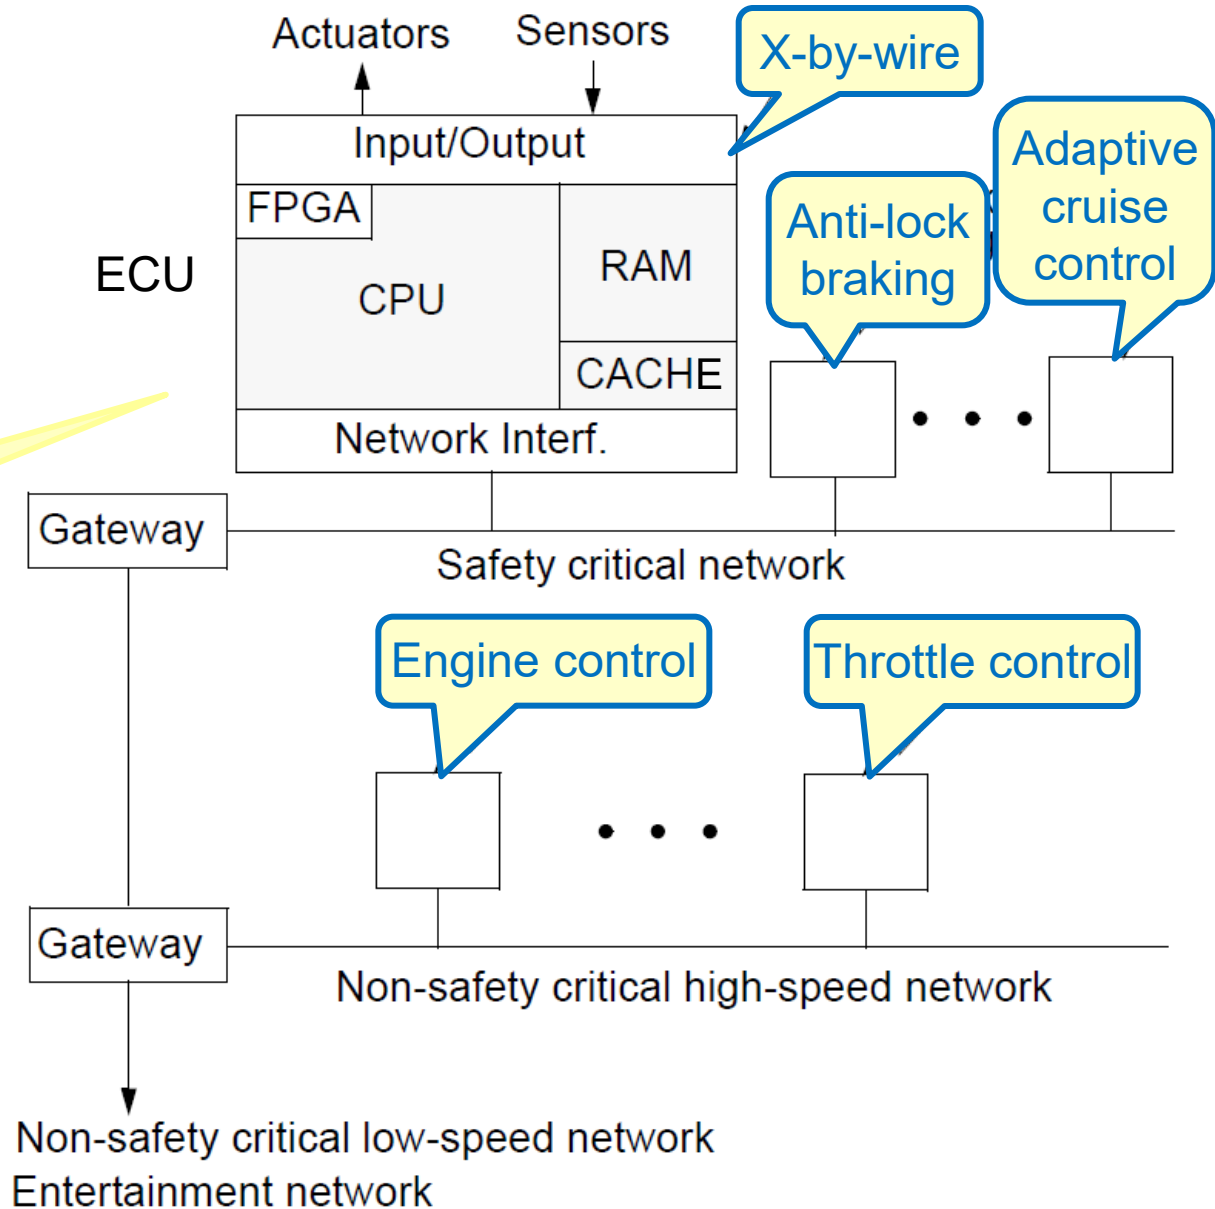 Actuators
Sensors
X-by-wire
Input/Output
Adaptive
cruise
control
FPGA
Anti-lock
braking
ECU
RAM
CPU
CACHE
Network Interf.
Gateway
Safety critical network
Engine control
Throttle control
Gateway
Non-safety critical high-speed network
Non-safety critical low-speed network
Entertainment network